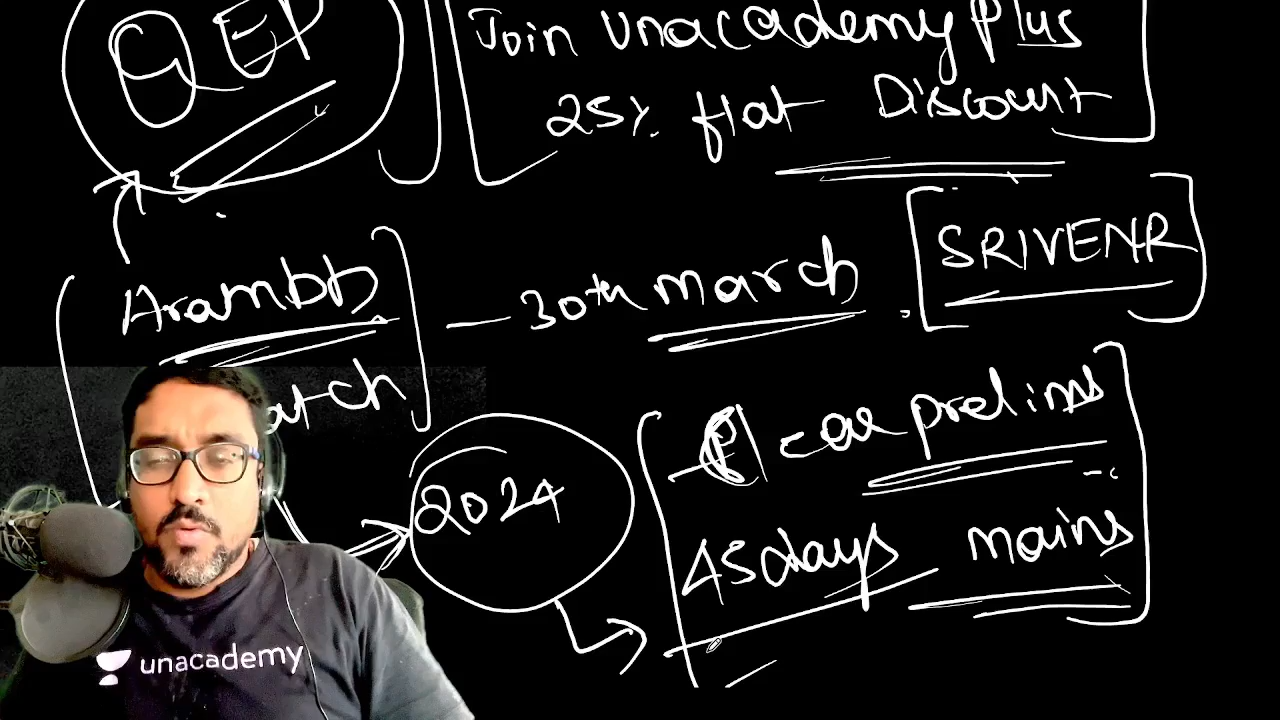 QEP
Join Unacademy Plus
25% flat Discount
Arambh
— 30th March
SRIVENR
atch
2024
prelims
45days mains
unacademy